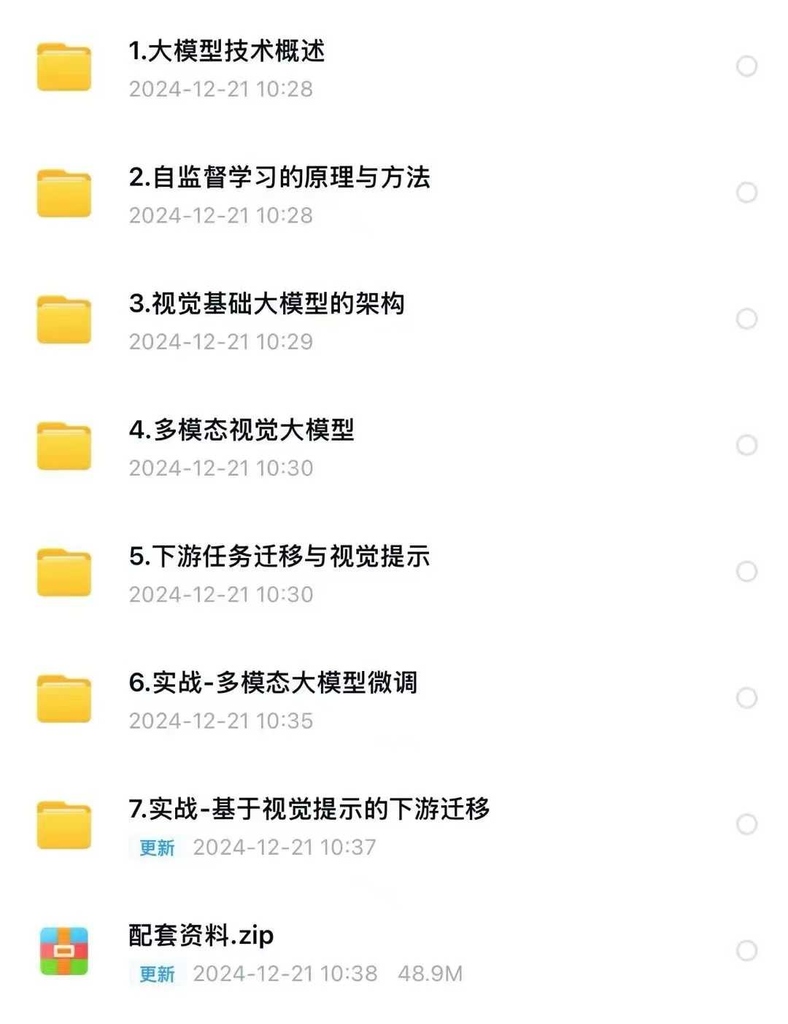 1.大模型技术概述
2024-12-21 10:28
2.自监督学习的原理与方法
2024-12-21 10:28
3.视觉基础大模型的架构
2024-12-21 10:29
4.多模态视觉大模型
2024-12-21 10:30
5.下游任务迁移与视觉提示
2024-12-21 10:30
6.实战-多模态大模型微调
2024-12-21 10:35
7.实战-基于视觉提示的下游迁移
更新 2024-12-21 10:37
配套资料.zip
更新 2024-12-21 10:38 48.9M